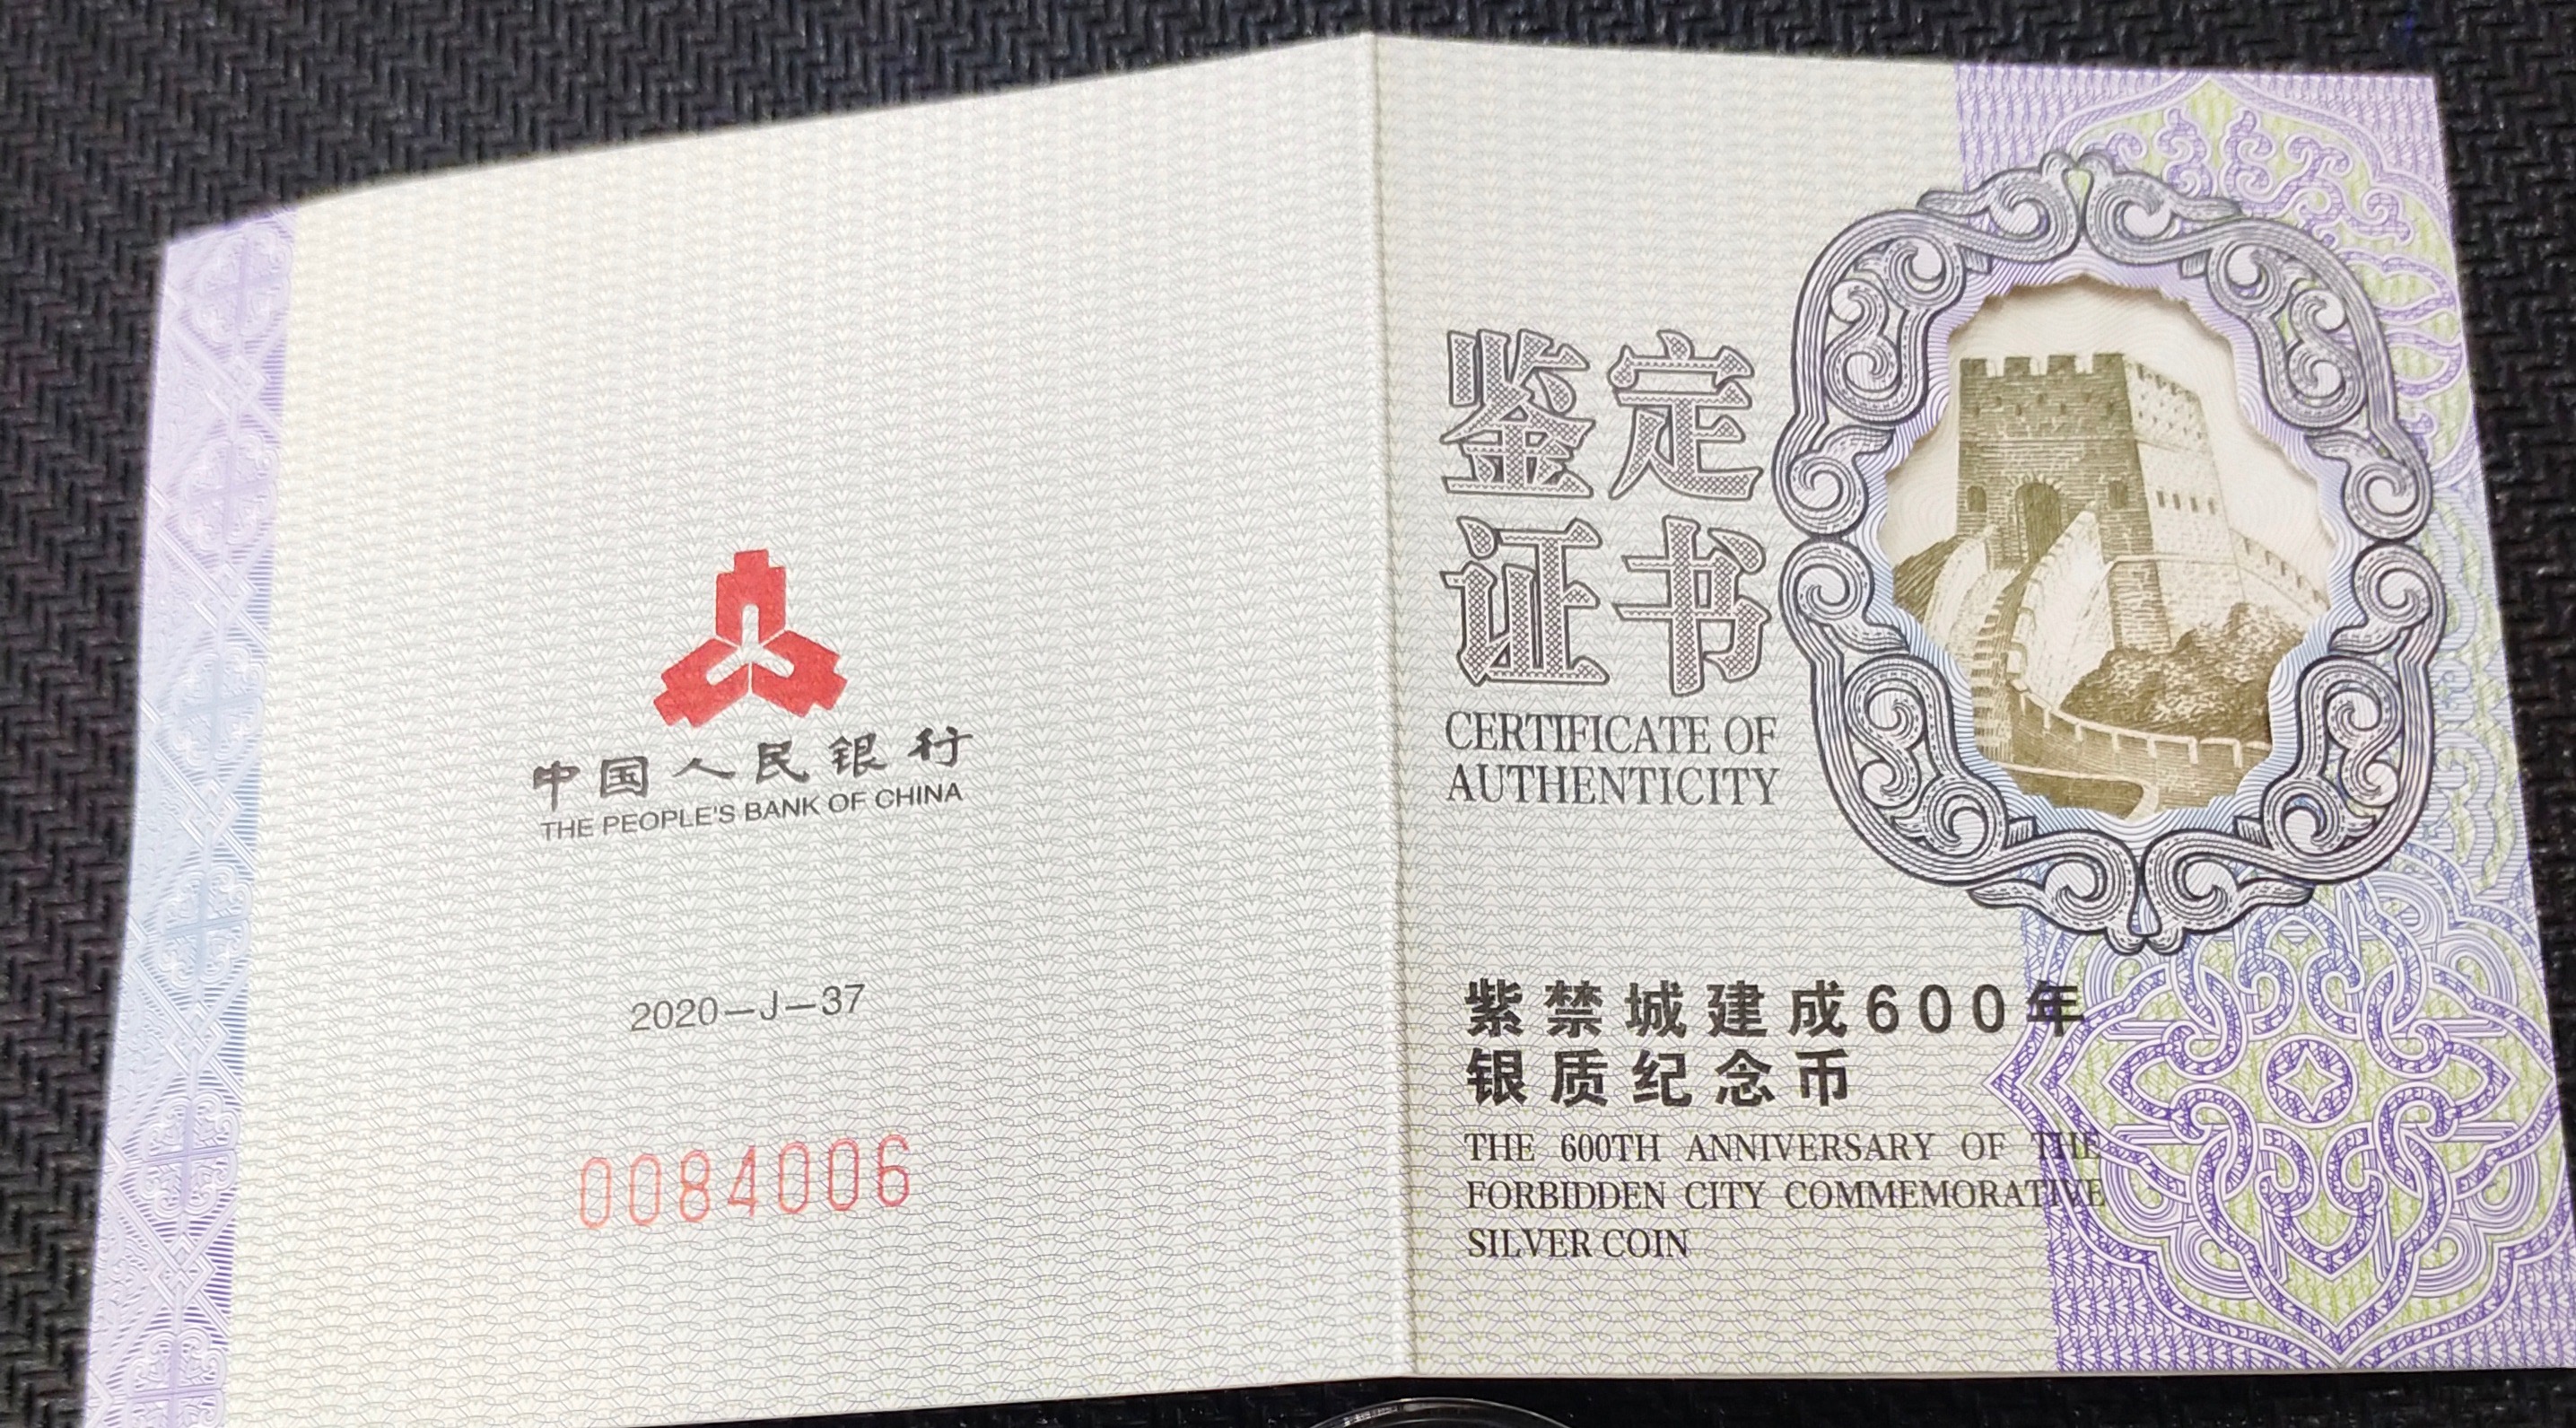 中国人民银行
THE PEOPLE'S BANK OF CHINA
2020-J-37
0084006
鉴定
证书
CERTIFICATE OF
AUTHENTICITY
紫禁城建成600年
银质纪念币
THE 600TH ANNIVERSARY OF THE
FORBIDDEN CITY COMMEMORATIVE
SILVER COIN